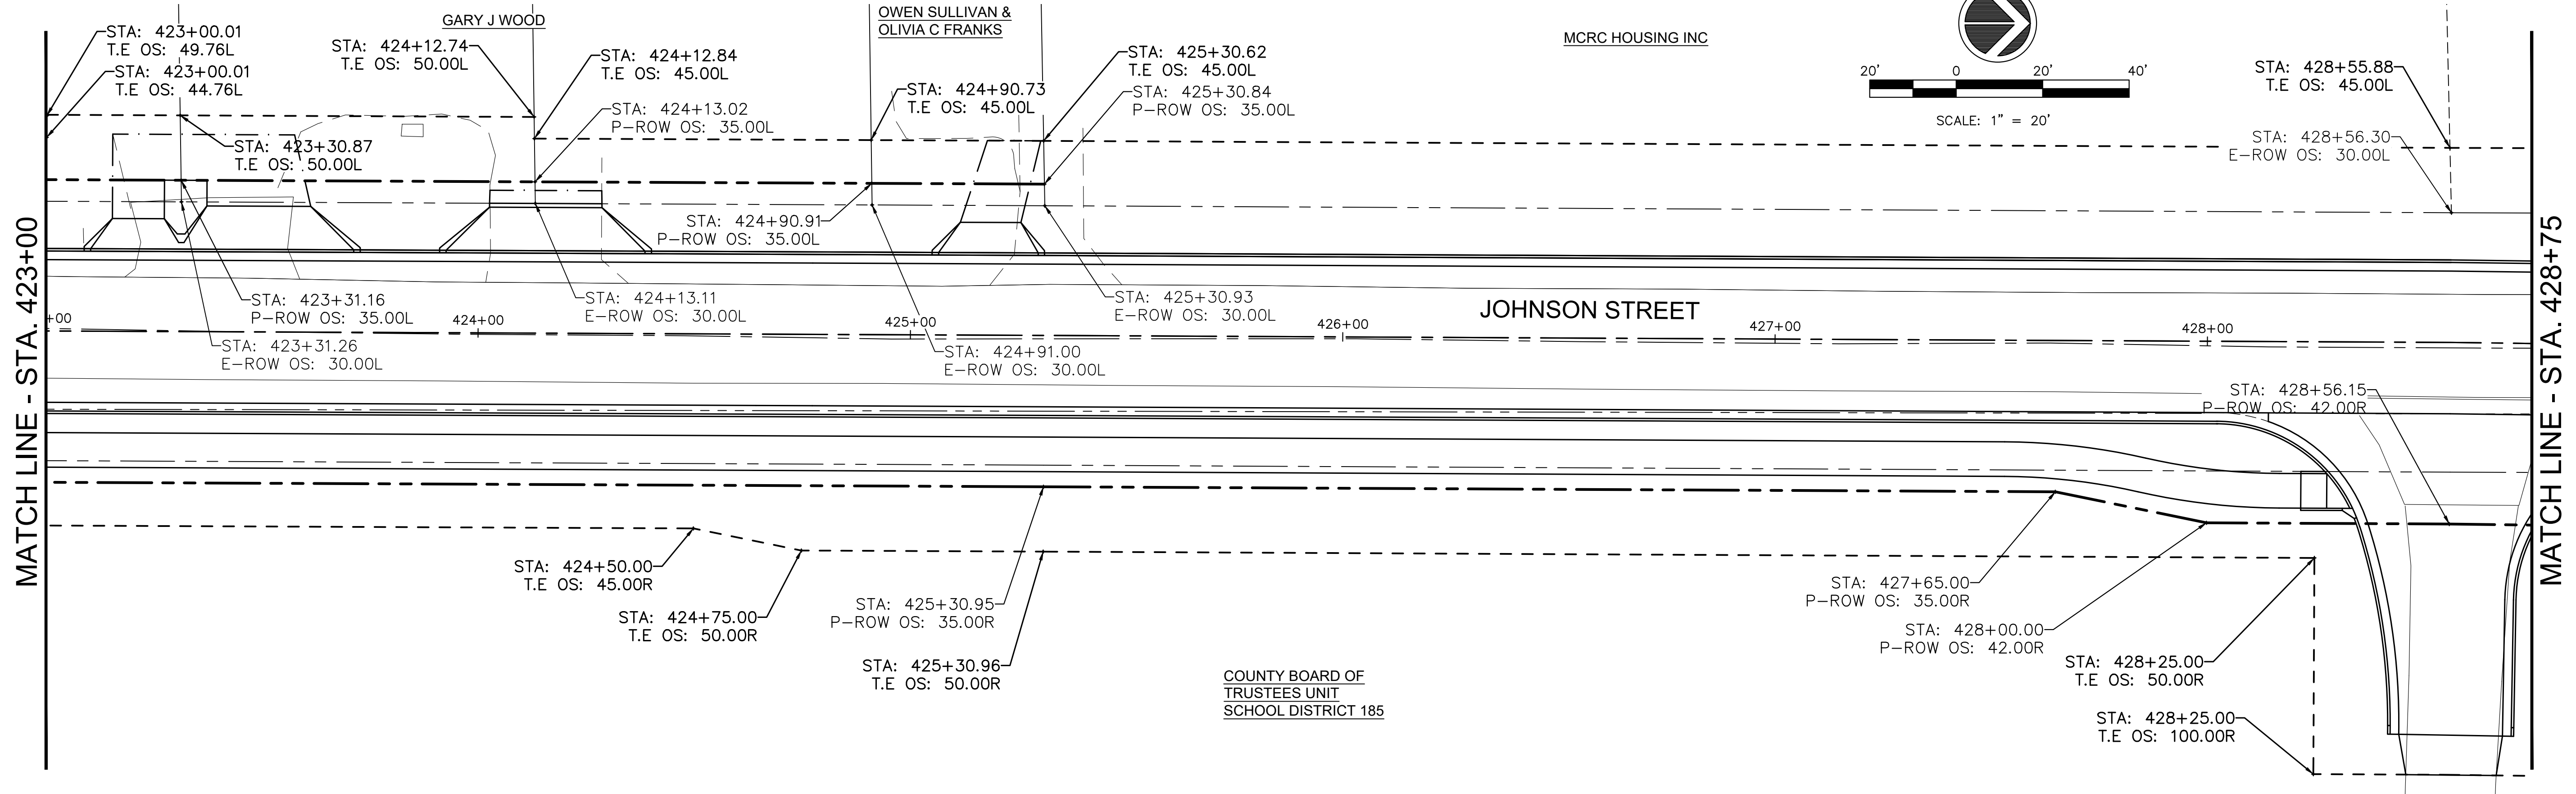 STA: 423+00.01
T.E OS: 49.76L
STA: 423+00.01
T.E OS: 44.76L
GARY J WOOD
STA: 424+12.74
T.E OS: 50.00L
STA: 424+12.84
T.E OS: 45.00L
STA: 424+13.02
P-ROW OS: 35.00L
OWEN SULLIVAN &
OLIVIA C FRANKS
STA: 424+90.73
T.E OS: 45.00L
STA: 425+30.62
T.E OS: 45.00L
STA: 425+30.84
P-ROW OS: 35.00L
MCRC HOUSING INC
20' 0 20' 40'
SCALE: 1" = 20'
STA: 428+55.88
T.E OS: 45.00L
STA: 428+56.30
E-ROW OS: 30.00L
STA: 423+30.87
T.E OS: 50.00L
STA: 424+90.91
P-ROW OS: 35.00L
MATCH LINE - STA. 423+00
MATCH LINE - STA. 428+75
STA: 423+31.16
P-ROW OS: 35.00L
STA: 424+13.11
E-ROW OS: 30.00L
STA: 425+30.93
E-ROW OS: 30.00L
JOHNSON STREET
+00
424+00
425+00
426+00
427+00
428+00
STA: 423+31.26
E-ROW OS: 30.00L
STA: 424+91.00
E-ROW OS: 30.00L
STA: 428+56.15
P-ROW OS: 42.00R
STA: 424+50.00
T.E OS: 45.00R
STA: 424+75.00
T.E OS: 50.00R
STA: 425+30.95
P-ROW OS: 35.00R
STA: 425+30.96
T.E OS: 50.00R
STA: 427+65.00
P-ROW OS: 35.00R
STA: 428+00.00
P-ROW OS: 42.00R
STA: 428+25.00
T.E OS: 50.00R
COUNTY BOARD OF
TRUSTEES UNIT
SCHOOL DISTRICT 185
STA: 428+25.00
T.E OS: 100.00R